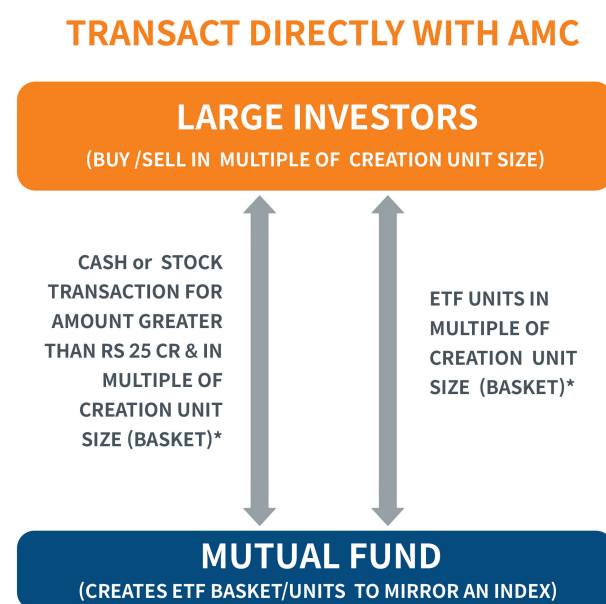 TRANSACT DIRECTLY WITH AMC
LARGE INVESTORS
(BUY /SELL IN MULTIPLE OF CREATION UNIT SIZE)
CASH or STOCK
TRANSACTION FOR
AMOUNT GREATER
THAN RS 25 CR & IN
MULTIPLE OF
CREATION UNIT
SIZE (BASKET)*
ETF UNITS IN
MULTIPLE OF
CREATION UNIT
SIZE (BASKET)*
MUTUAL FUND
(CREATES ETF BASKET/UNITS TO MIRROR AN INDEX)